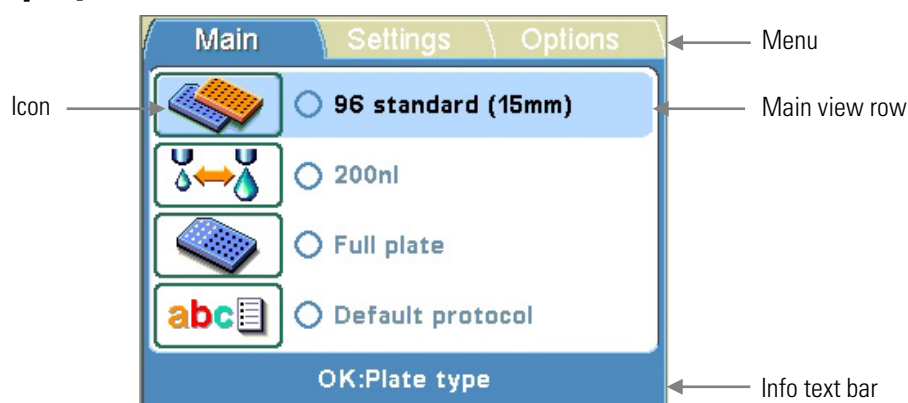 Main Settings Options
Menu
Icon
96 standard (15mm)
Main view row
200nl
Full plate
abc
Default protocol
OK:Plate type
Info text bar